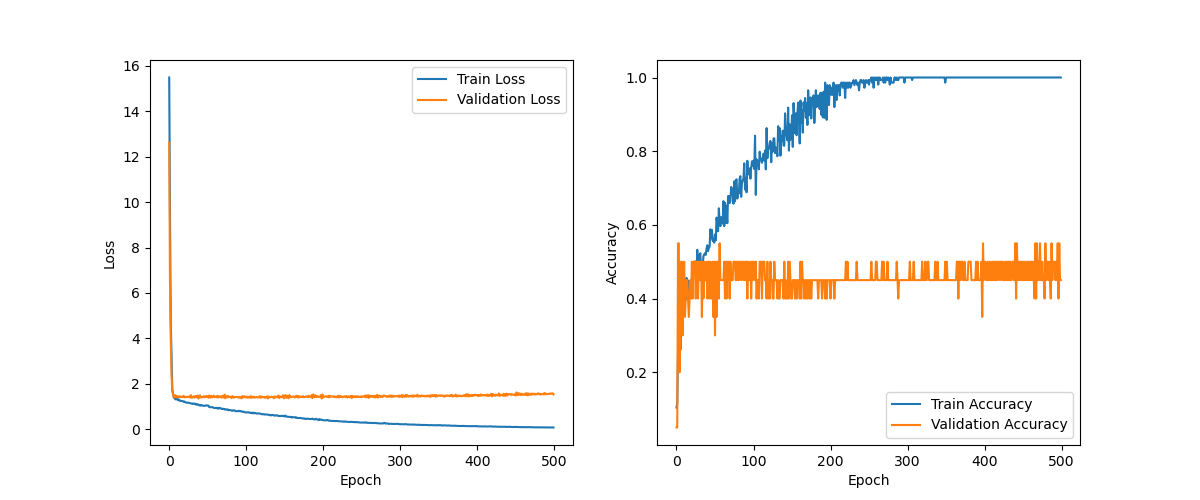 16
14
12
10
8
6
4
2
0
Loss
0 100 200 300 400 500
Epoch
Train Loss
Validation Loss
1.0
0.8
0.6
0.4
0.2
Accuracy
0 100 200 300 400 500
Epoch
Train Accuracy
Validation Accuracy